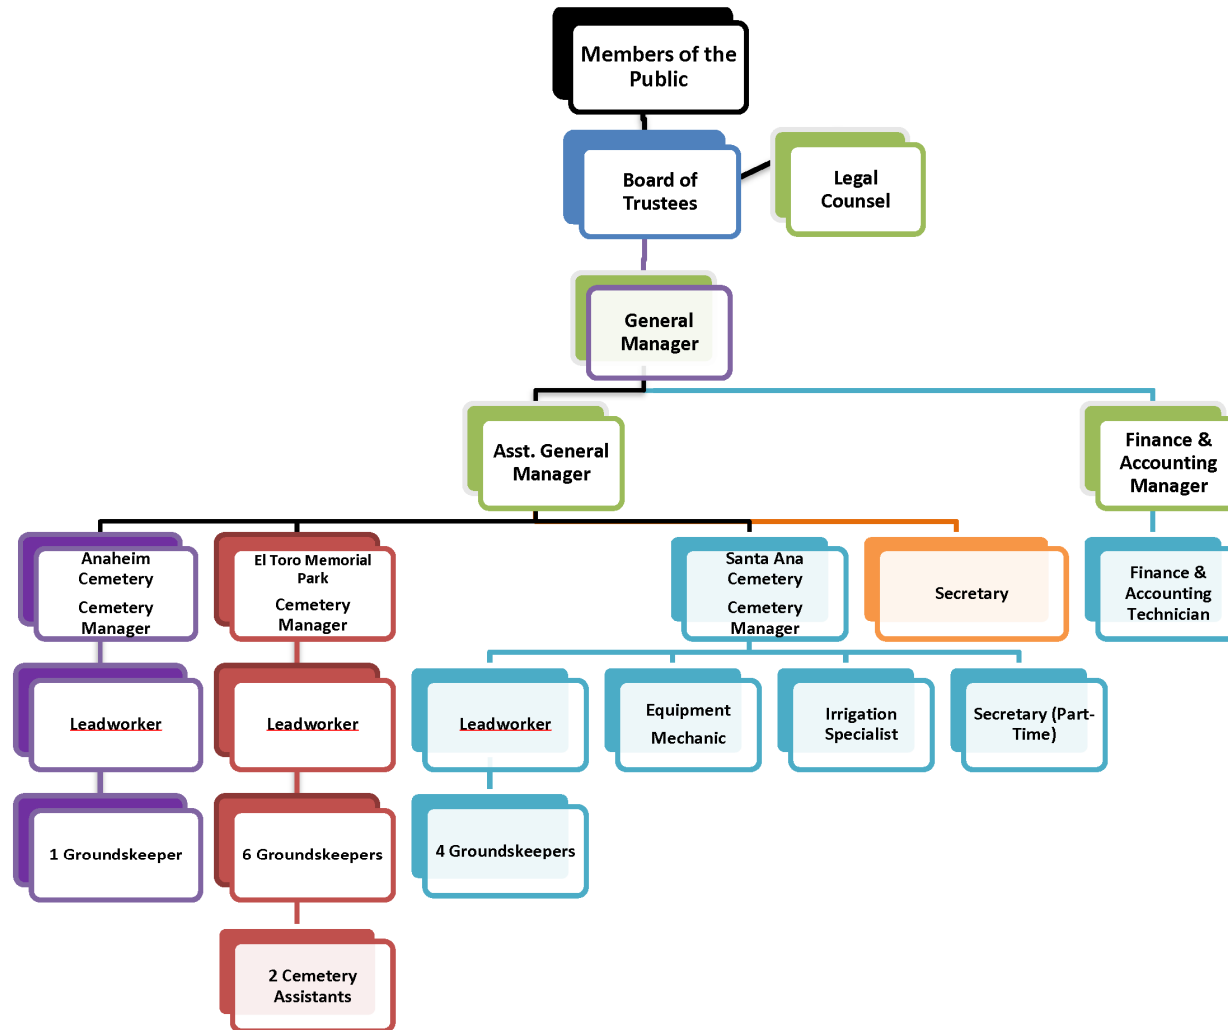 Members of the
Public
Board of
Trustees
Legal
Counsel
General
Manager
Asst. General
Manager
Finance &
Accounting
Manager
Anaheim
Cemetery
Cemetery
Manager
El Toro Memorial
Park
Cemetery
Manager
Santa Ana
Cemetery
Cemetery
Manager
Secretary
Finance &
Accounting
Technician
Leadworker
Leadworker
Leadworker
Equipment
Mechanic
Irrigation
Specialist
Secretary (Part-
Time)
1 Groundskeeper
6 Groundskeepers
4 Groundskeepers
2 Cemetery
Assistants